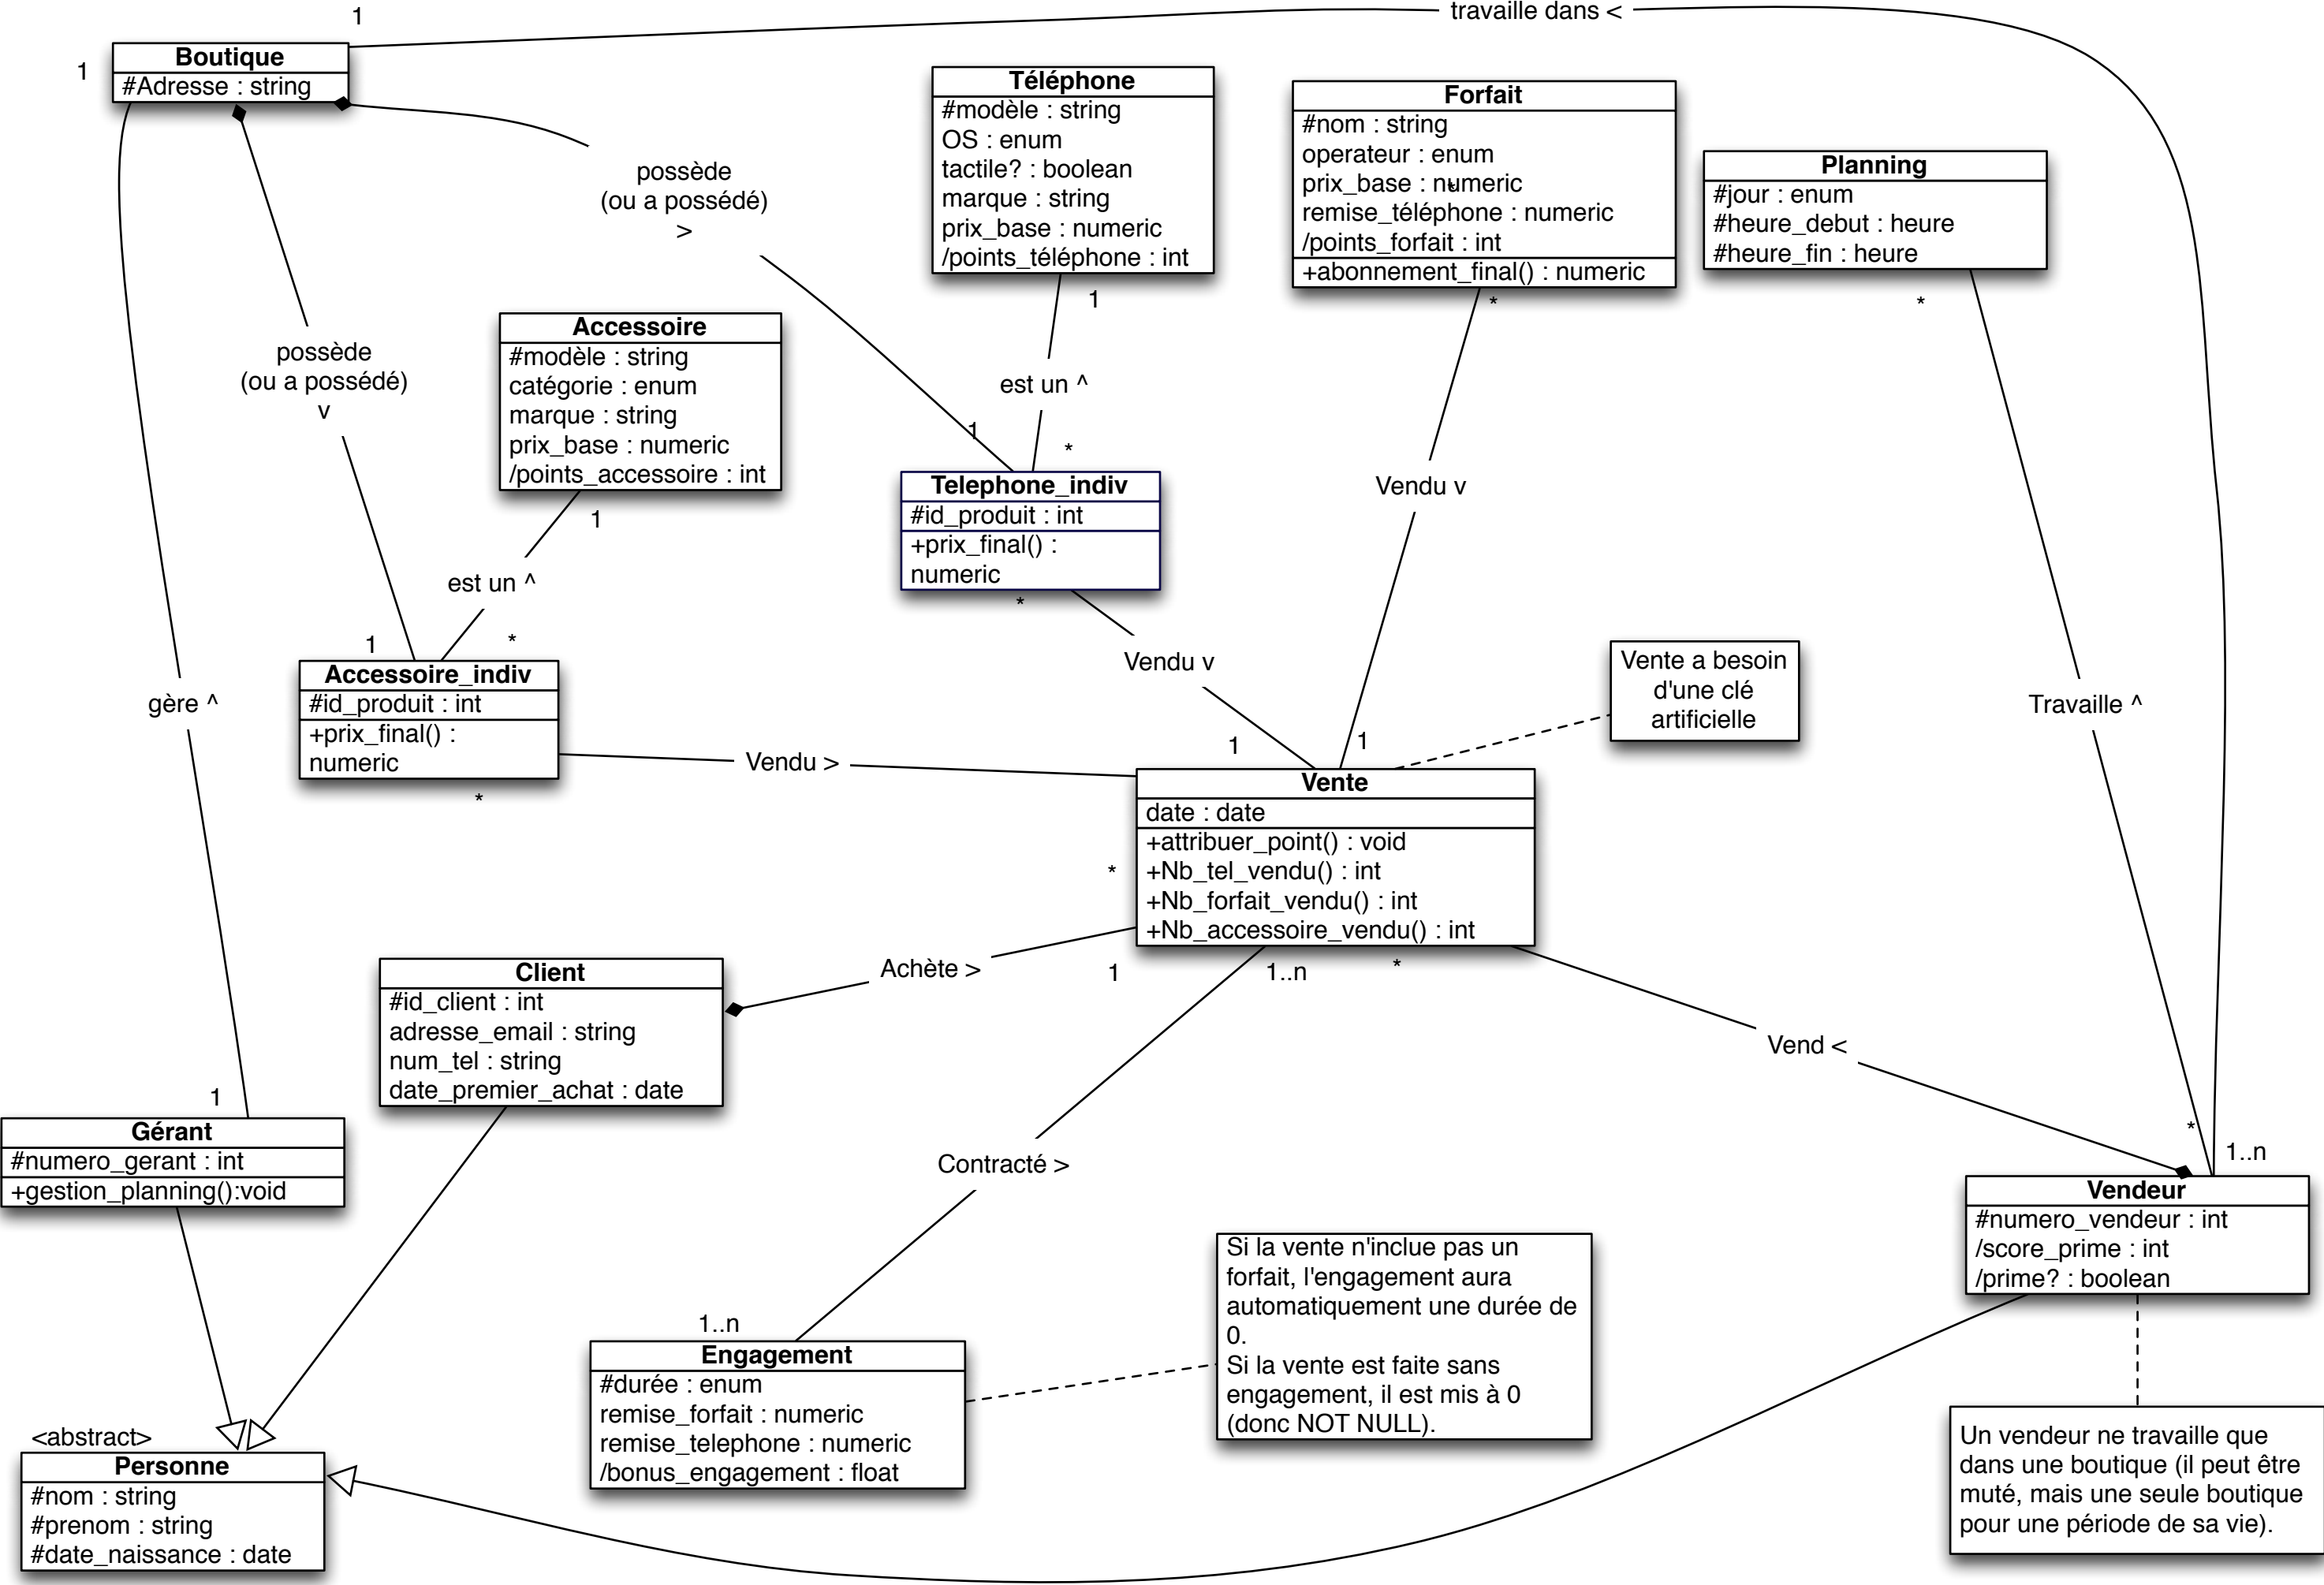 1
travaille dans <
1
Boutique
#Adresse : string
Téléphone
#modèle : string
OS : enum
tactile? : boolean
marque : string
prix_base : numeric
/points_téléphone : int
Forfait
#nom : string
operateur : enum
prix_base : numeric
*
remise_téléphone : numeric
/points_forfait : int
+abonnement_final() : numeric
Planning
#jour : enum
#heure_debut : heure
#heure_fin : heure
possède
(ou a possédé)
>
1
*
*
Accessoire
#modèle : string
catégorie : enum
marque : string
prix_base : numeric
/points_accessoire : int
possède
(ou a possédé)
v
est un ^
1
*
Telephone_indiv
#id_produit : int
+prix_final() :
numeric
Vendu v
1
est un ^
*
1
*
Accessoire_indiv
#id_produit : int
+prix_final() :
numeric
gère ^
Vendu v
Vente a besoin
d'une clé
artificielle
Travaille ^
1
1
Vendu >
*
Vente
date : date
+attribuer_point() : void
+Nb_tel_vendu() : int
+Nb_forfait_vendu() : int
+Nb_accessoire_vendu() : int
*
Client
#id_client : int
adresse_email : string
num_tel : string
date_premier_achat : date
Achète >
1
1..n
*
Vend <
1
Gérant
#numero_gerant : int
+gestion_planning():void
Contracté >
*
1..n
Vendeur
#numero_vendeur : int
/score_prime : int
/prime? : boolean
Si la vente n'inclue pas un
forfait, l'engagement aura
automatiquement une durée de
0.
Si la vente est faite sans
engagement, il est mis à 0
(donc NOT NULL).
1..n
Engagement
#durée : enum
remise_forfait : numeric
remise_telephone : numeric
/bonus_engagement : float
<abstract>
Personne
#nom : string
#prenom : string
#date_naissance : date
Un vendeur ne travaille que
dans une boutique (il peut être
muté, mais une seule boutique
pour une période de sa vie).